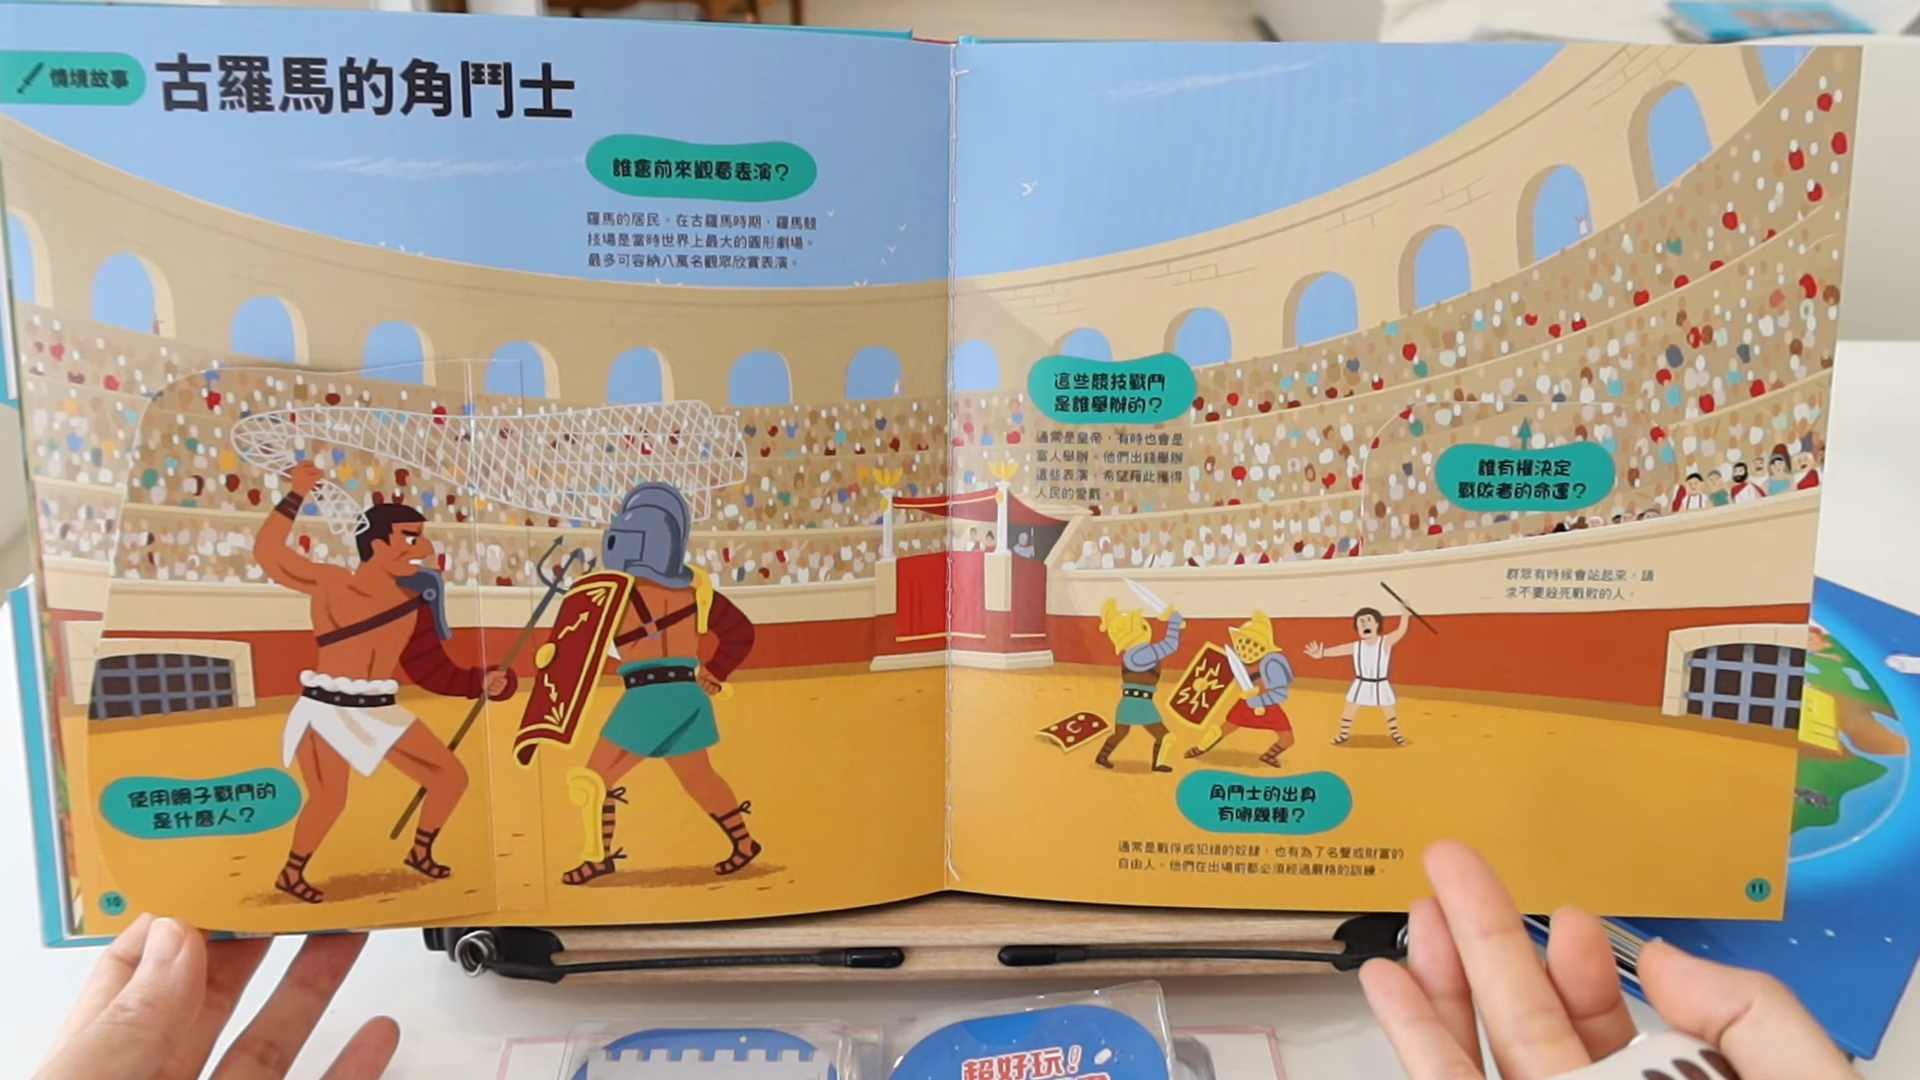 情境故事
古羅馬的角鬥士
誰會前來觀看表演？
羅馬的居民。在古羅馬時期，羅馬競
技場是當時世界上最大的圓形劇場。
最多可容納八萬名觀眾欣賞表演。
使用網子戰鬥的
是什麼人？
10
這些競技戰鬥
是誰舉辦的？
通常是皇帝，有時也會是
富人舉辦。他們出錢舉辦
這些表演，希望藉此獲得
人民的愛戴。
誰有權決定
戰敗者的命運？
群眾有時候會站起來，請
求不要殺死戰敗的人。
角鬥士的出身
有哪幾種？
通常是戰俘或犯錯的奴隸，也有為了名聲或財富的
自由人。他們在出場前都必須經過嚴格的訓練。
11
超好玩！